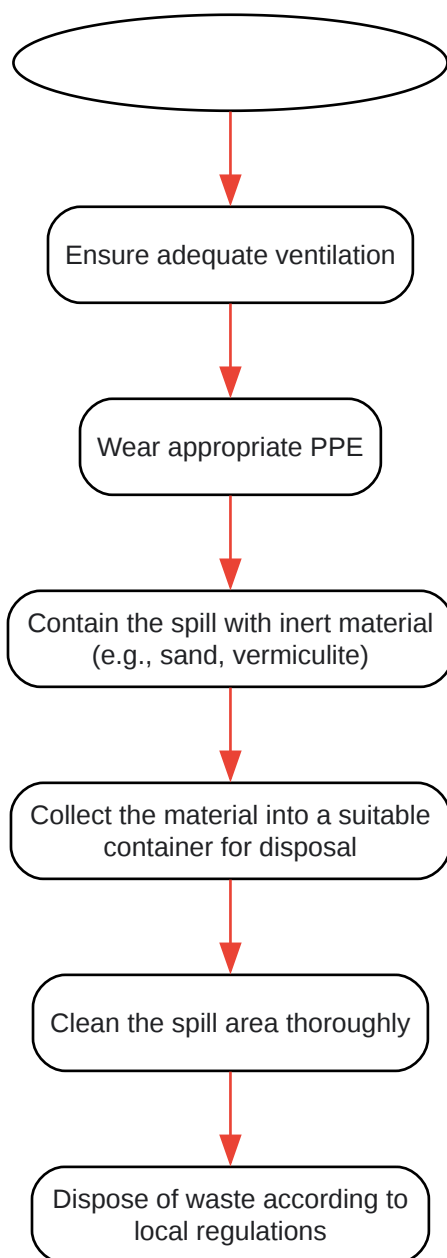 Ensure adequate ventilation
Wear appropriate PPE
Contain the spill with inert material
(e.g., sand, vermiculite)
Collect the material into a suitable
container for disposal
Clean the spill area thoroughly
Dispose of waste according to
local regulations